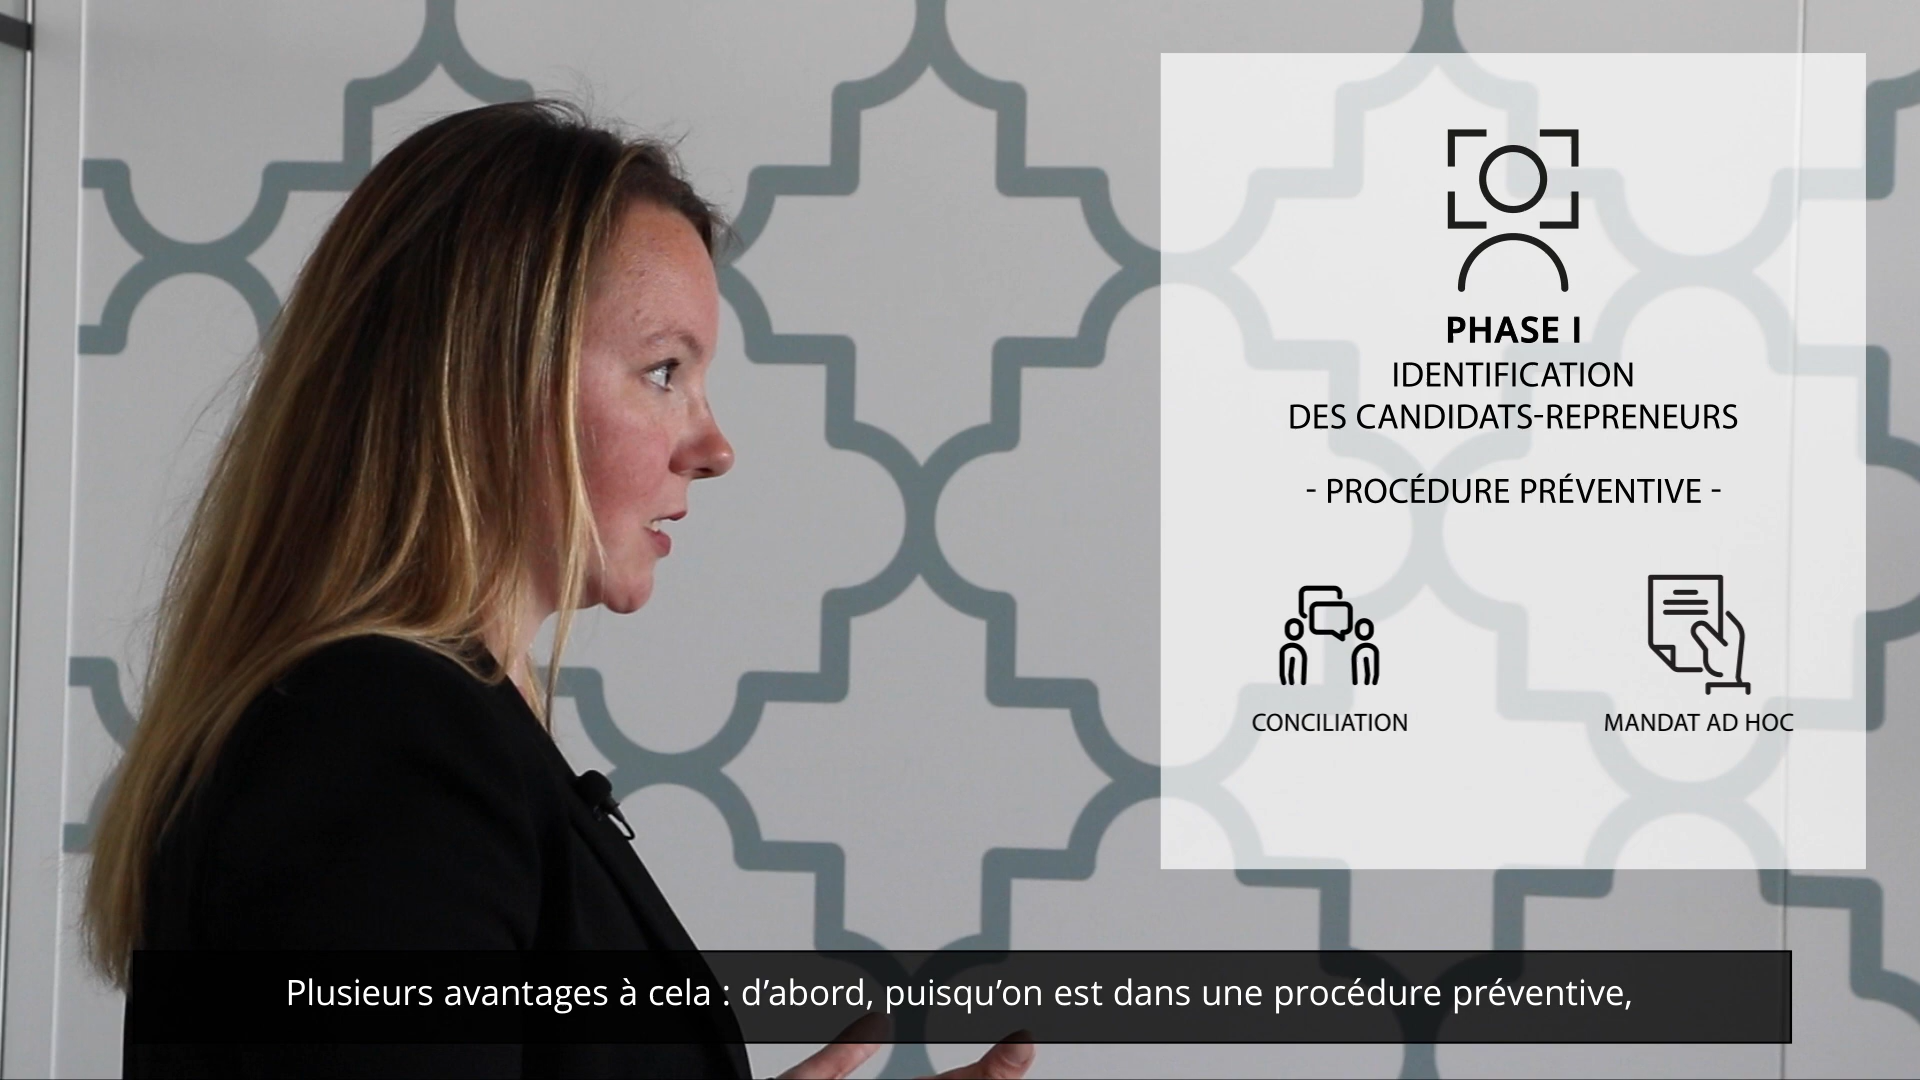 PHASE I
IDENTIFICATION
DES CANDIDATS-REPRENEURS
- PROCÉDURE PRÉVENTIVE -
CONCILIATION
MANDAT AD HOC
Plusieurs avantages à cela : d’abord, puisqu’on est dans une procédure préventive,